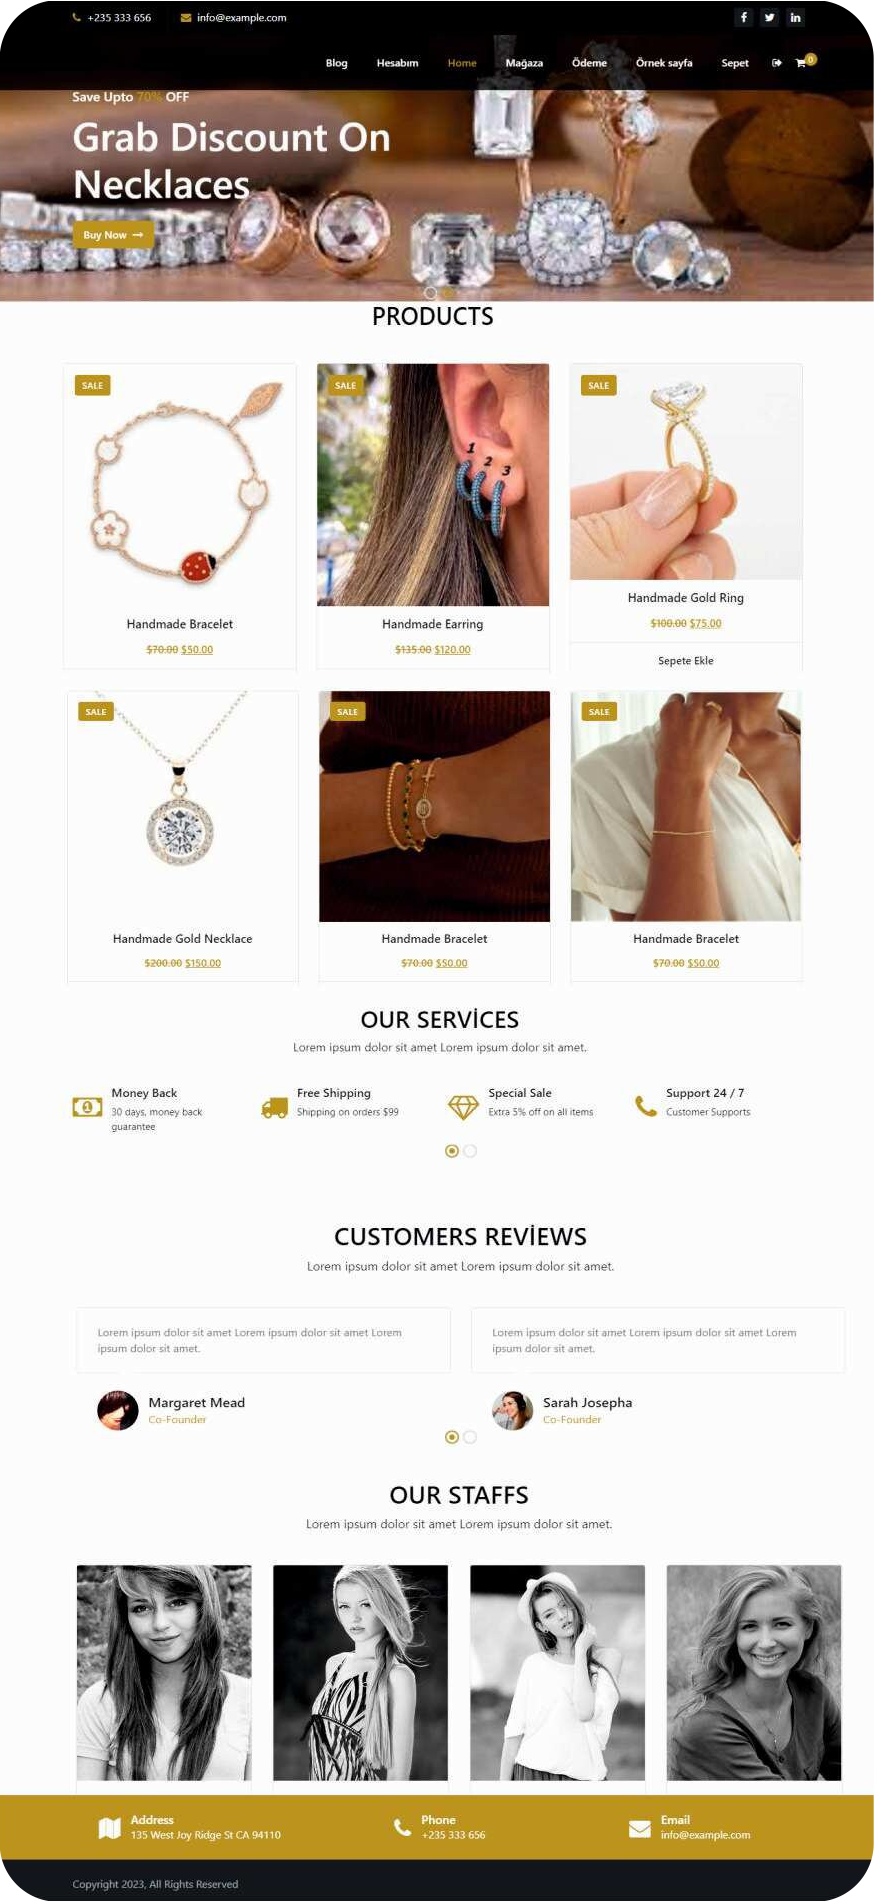 +235 333 656
info@example.com
Blog Hesabım Home Mağaza Ödeme Örnek sayfa Sepet 0
Save Upto 70% OFF
Grab Discount On
Necklaces
Buy Now
PRODUCTS
SALE
SALE
SALE
1
2
3
Handmade Bracelet
$70.00 $50.00
Handmade Earring
$135.00 $120.00
Handmade Gold Ring
$100.00 $75.00
Sepete Ekle
SALE
SALE
SALE
Handmade Gold Necklace
$200.00 $150.00
Handmade Bracelet
$70.00 $50.00
Handmade Bracelet
$70.00 $50.00
OUR SERVİCES
Lorem ipsum dolor sit amet Lorem ipsum dolor sit amet.
Money Back
30 days, money back
guarantee
Free Shipping
Shipping on orders $99
Special Sale
Extra 5% off on all items
Support 24 / 7
Customer Supports
CUSTOMERS REVİEWS
Lorem ipsum dolor sit amet Lorem ipsum dolor sit amet.
Lorem ipsum dolor sit amet Lorem ipsum dolor sit amet Lorem
ipsum dolor sit amet.
Margaret Mead
Co-Founder
Lorem ipsum dolor sit amet Lorem ipsum dolor sit amet Lorem
ipsum dolor sit amet.
Sarah Josepha
Co-Founder
OUR STAFFS
Lorem ipsum dolor sit amet Lorem ipsum dolor sit amet.
Address
135 West Joy Ridge St CA 94110
Phone
+235 333 656
Email
info@example.com
Copyright 2023, All Rights Reserved